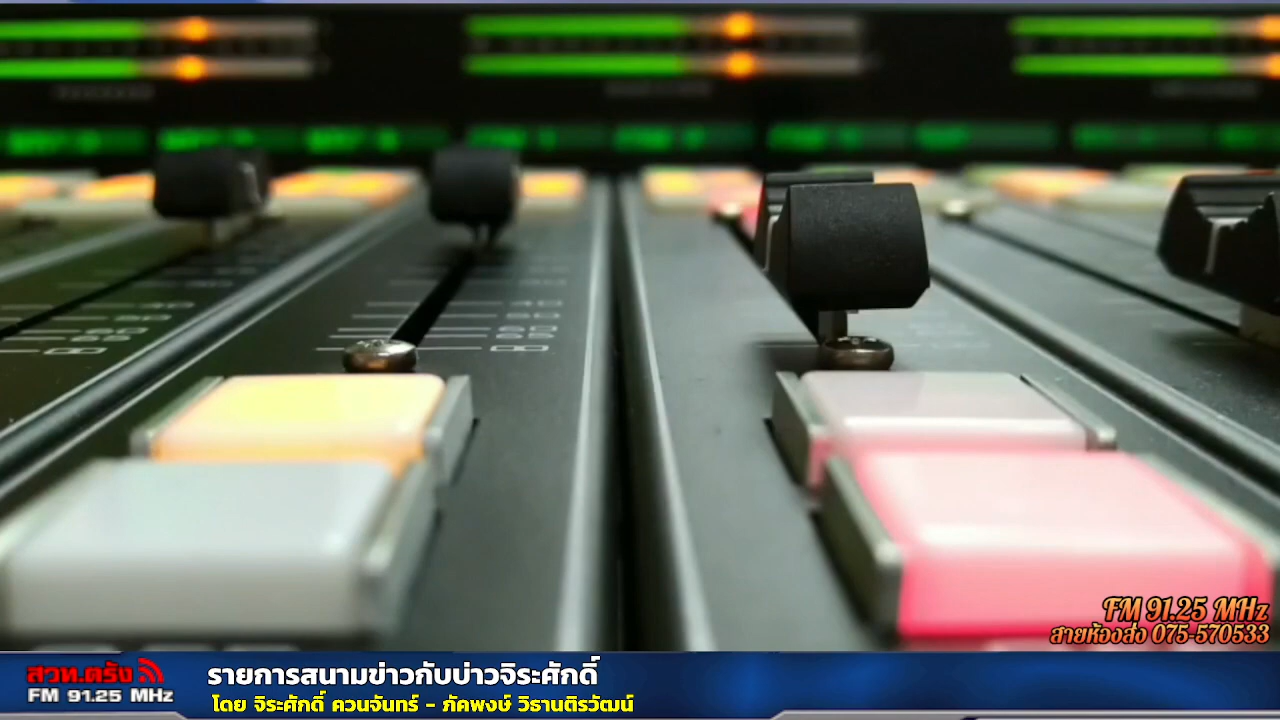 FM 91.25 MHz
สายห้องส่ง 075-570533
สวท.ตรัง
FM 91.25 MHz
รายการสนามข่าวกับบ่าวจิระศักดิ์
โดย จิระศักดิ์ ควนจันทร์ - ภัคพงษ์ วิธานติรวัฒน์